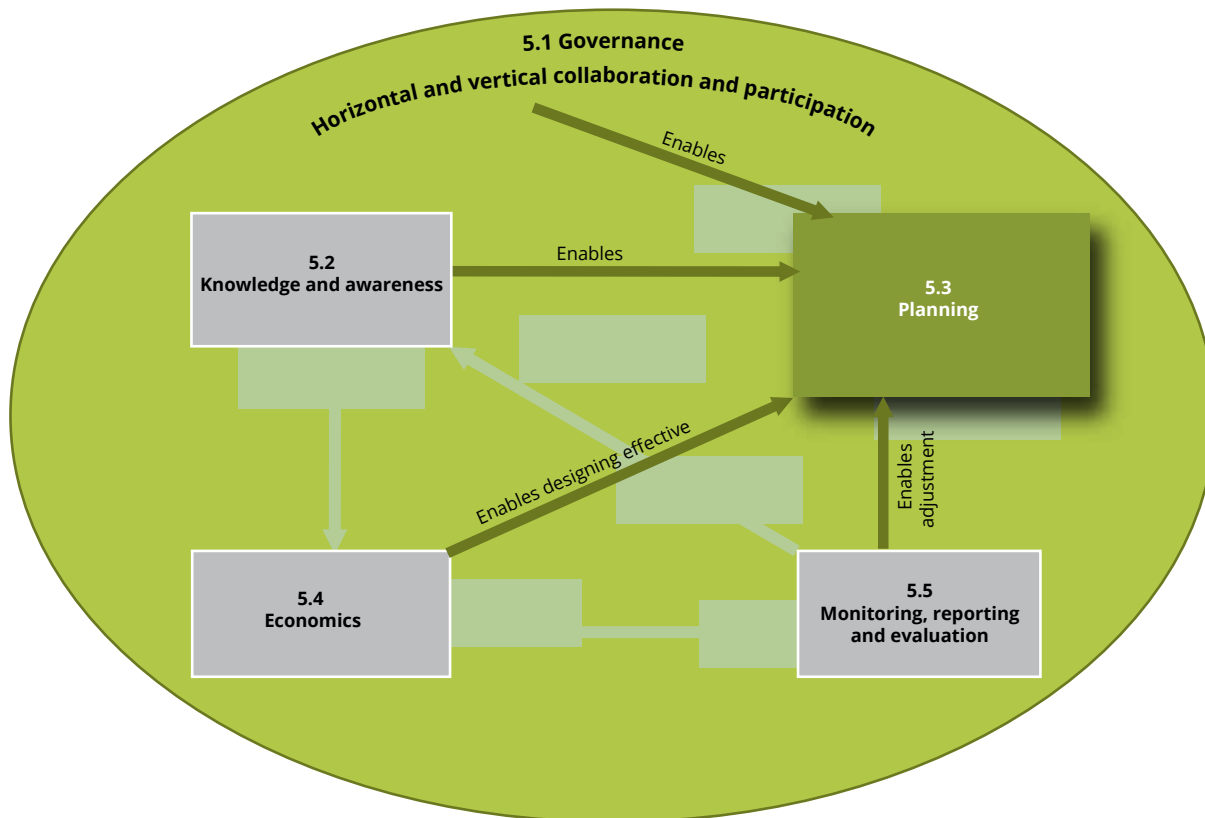 5.1 Governance
Horizontal and vertical collaboration and participation
Enables
5.2
Knowledge and awareness
Enables
5.3
Planning
Enables designing effective
Enables
adjustment
5.4
Economics
5.5
Monitoring, reporting
and evaluation